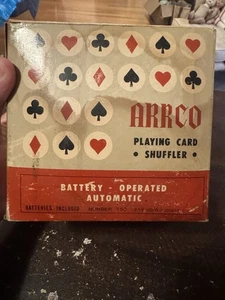 ARRCO
PLAYING CARD
• SHUFFLER •
BATTERY - OPERATED
AUTOMATIC
BATTERIES INCLUDED